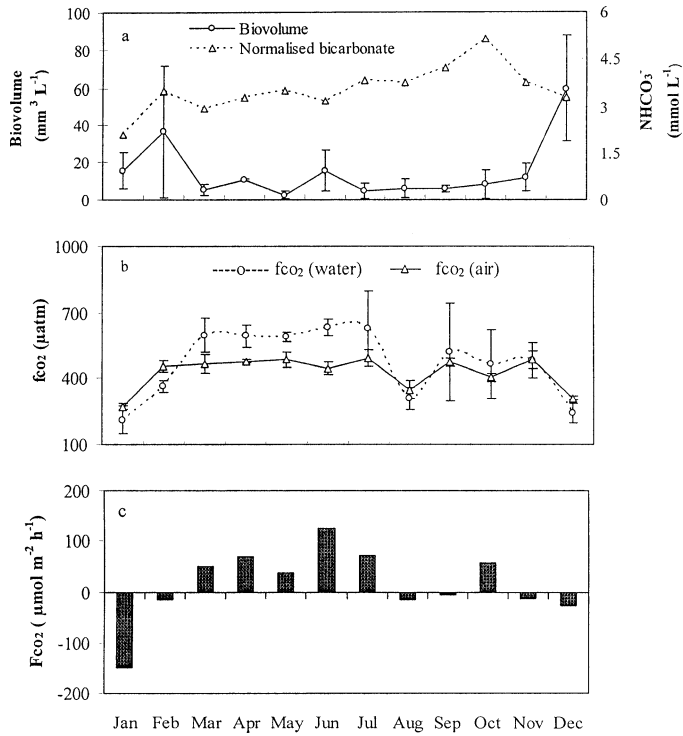 a
Biovolume
Normalised bicarbonate
100
80
60
40
20
0
Biovolume
(mm³ L⁻¹)
6
4.5
3
1.5
0
NHCO₃⁻
(mmol L⁻¹)
b
fco₂ (water)
fco₂ (air)
1000
700
400
100
fco₂ (µatm)
c
200
100
0
-100
-200
Fco₂ ( µmol m⁻² h⁻¹)
Jan Feb Mar Apr May Jun Jul Aug Sep Oct Nov Dec